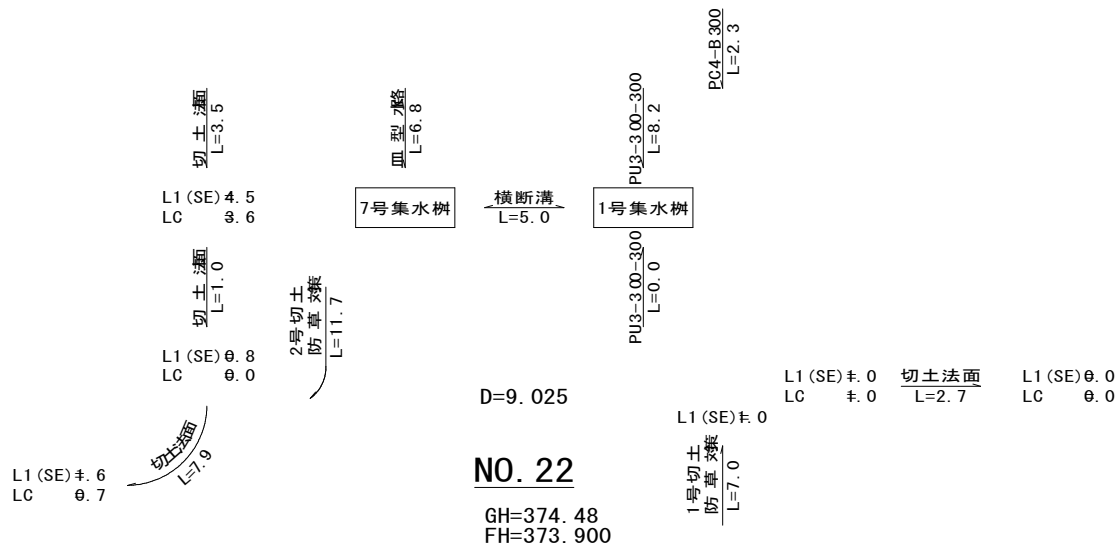 PC4-B300
L=2.3
切土法面
L=3.5
皿型水路
L=6.8
PU3-300-300
L=8.2
L1(SE)=4.5
LC =3.6
7号集水桝
横断溝
L=5.0
1号集水桝
切土法面
L=1.0
2号切土
防草対策
L=11.7
PU3-300-300
L=0.0
L1(SE)=0.8
LC =0.0
D=9.025
L1(SE)=1.0
LC =1.0
切土法面
L=2.7
L1(SE)=0.0
LC =0.0
L1(SE)=1.0
切土法面
L=7.9
L1(SE)=1.6
LC =0.7
NO.22
1号切土
防草対策
L=7.0
GH=374.48
FH=373.900